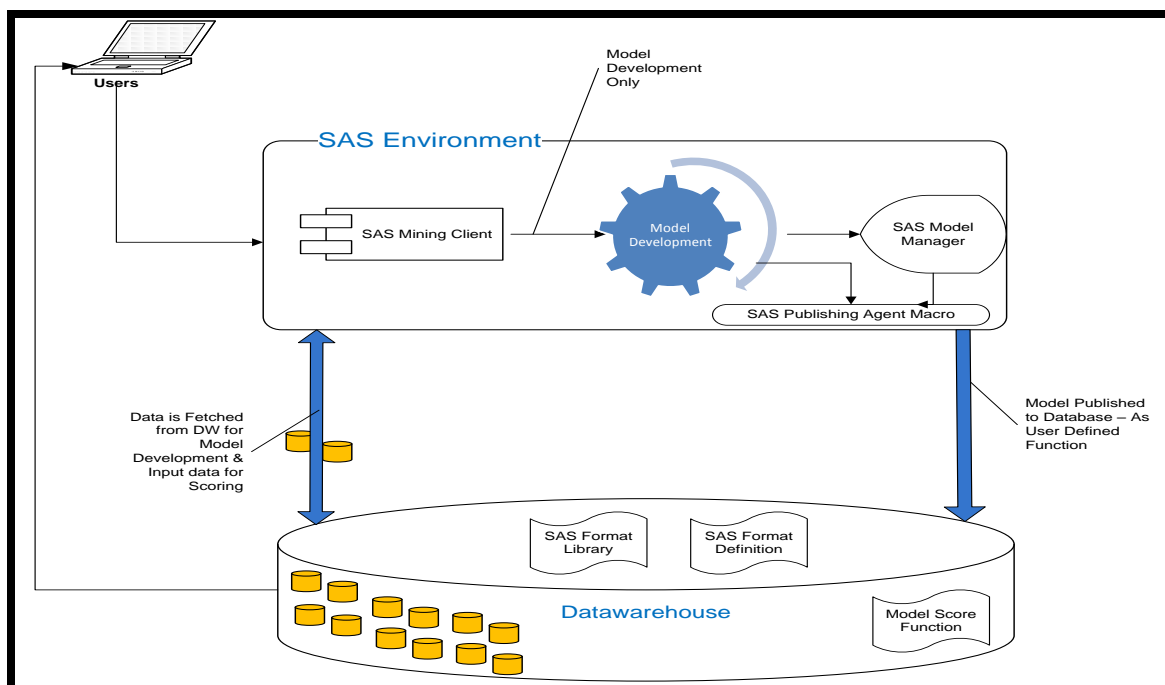 Users
Model
Development
Only
SAS Environment
SAS Mining Client
Model
Development
SAS Model
Manager
SAS Publishing Agent Macro
Data is Fetched
from DW for
Model
Development &
Input data for
Scoring
Model Published
to Database – As
User Defined
Function
SAS Format
Library
SAS Format
Definition
Datawarehouse
Model Score
Function